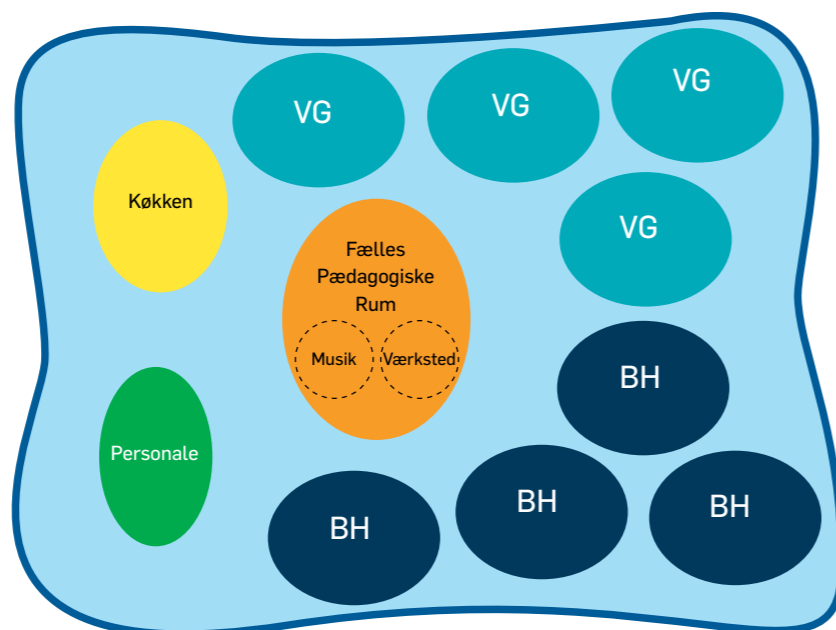 VG
VG
VG
Køkken
VG
Fælles
Pædagogiske
Rum
Musik
Værksted
BH
Personale
BH
BH
BH